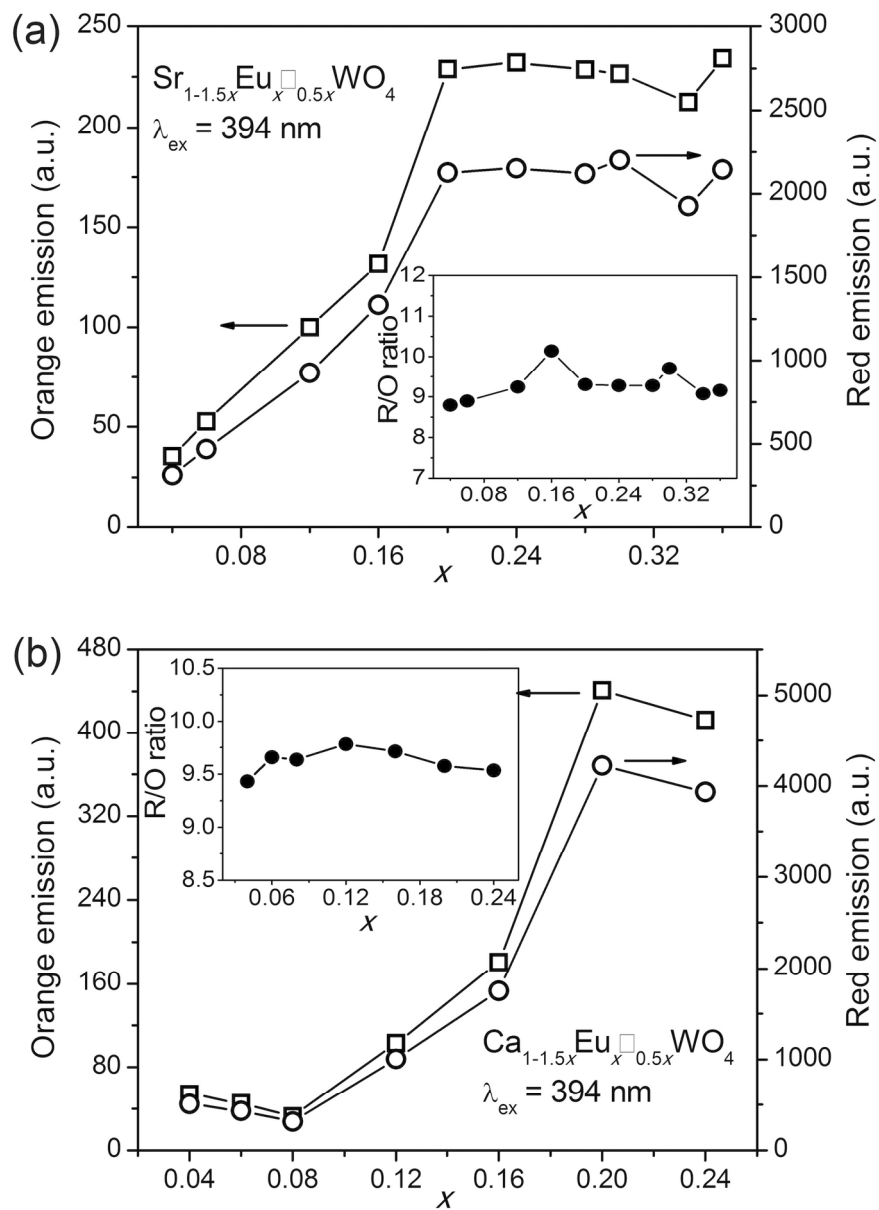 (a)
Sr1-1.5xEux□0.5xWO4
λex = 394 nm
Orange emission (a.u.)
250
200
150
100
50
0
Red emission (a.u.)
3000
2500
2000
1500
1000
500
0
0.08 0.16 0.24 0.32
x
R/O ratio
12
11
10
9
8
7
0.08 0.16 0.24 0.32
x
(b)
Orange emission (a.u.)
480
400
320
240
160
80
0
Red emission (a.u.)
5000
4000
3000
2000
1000
0
R/O ratio
10.5
10.0
9.5
9.0
8.5
0.06 0.12 0.18 0.24
x
Ca1-1.5xEux□0.5xWO4
λex = 394 nm
0.04 0.08 0.12 0.16 0.20 0.24
x